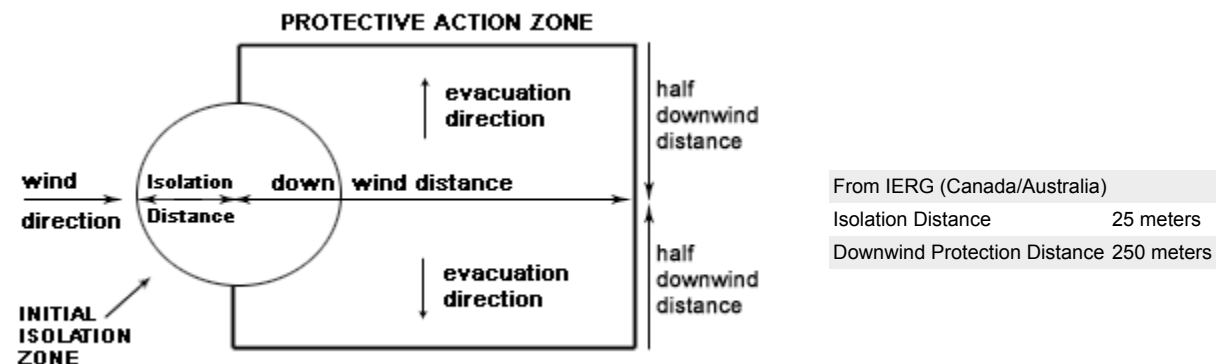 PROTECTIVE ACTION ZONE
evacuation
direction
half
downwind
distance
wind
direction
Isolation
Distance
down wind distance
evacuation
direction
half
downwind
distance
INITIAL
ISOLATION
ZONE
From IERG (Canada/Australia)
Isolation Distance 25 meters
Downwind Protection Distance 250 meters